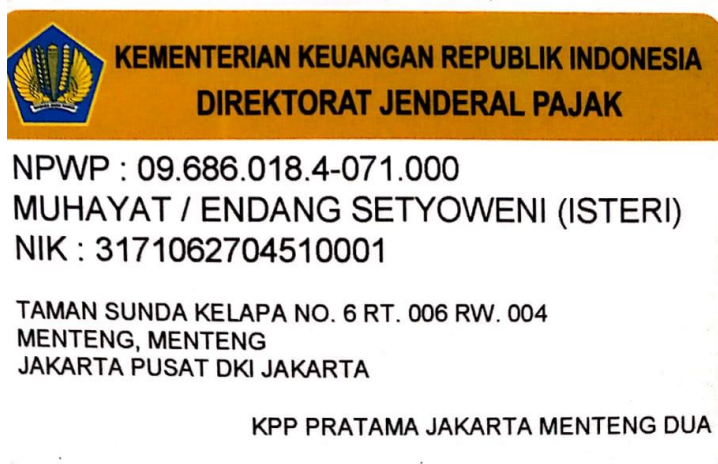 KEMENTERIAN KEUANGAN REPUBLIK INDONESIA
DIREKTORAT JENDERAL PAJAK
NPWP : 09.686.018.4-071.000
MUHAYAT / ENDANG SETYOWENI (ISTERI)
NIK : 3171062704510001
TAMAN SUNDA KELAPA NO. 6 RT. 006 RW. 004
MENTENG, MENTENG
JAKARTA PUSAT DKI JAKARTA
KPP PRATAMA JAKARTA MENTENG DUA